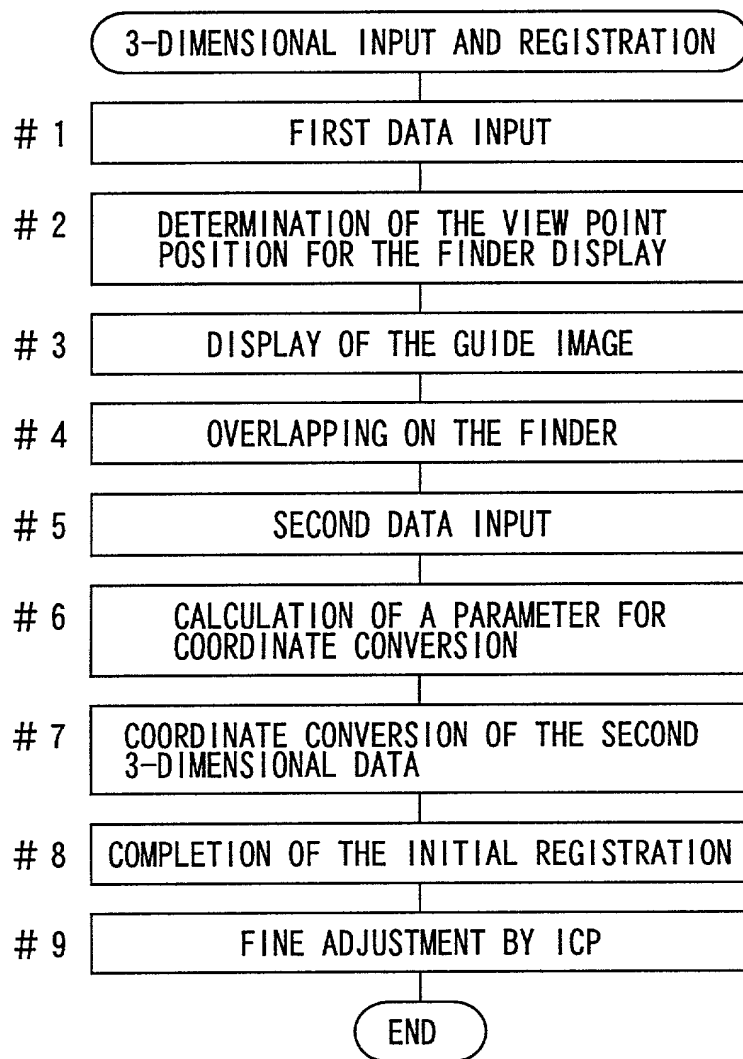 3-DIMENSIONAL INPUT AND REGISTRATION
# 1 FIRST DATA INPUT
# 2 DETERMINATION OF THE VIEW POINT
POSITION FOR THE FINDER DISPLAY
# 3 DISPLAY OF THE GUIDE IMAGE
# 4 OVERLAPPING ON THE FINDER
# 5 SECOND DATA INPUT
# 6 CALCULATION OF A PARAMETER FOR
COORDINATE CONVERSION
# 7 COORDINATE CONVERSION OF THE SECOND
3-DIMENSIONAL DATA
# 8 COMPLETION OF THE INITIAL REGISTRATION
# 9 FINE ADJUSTMENT BY ICP
END